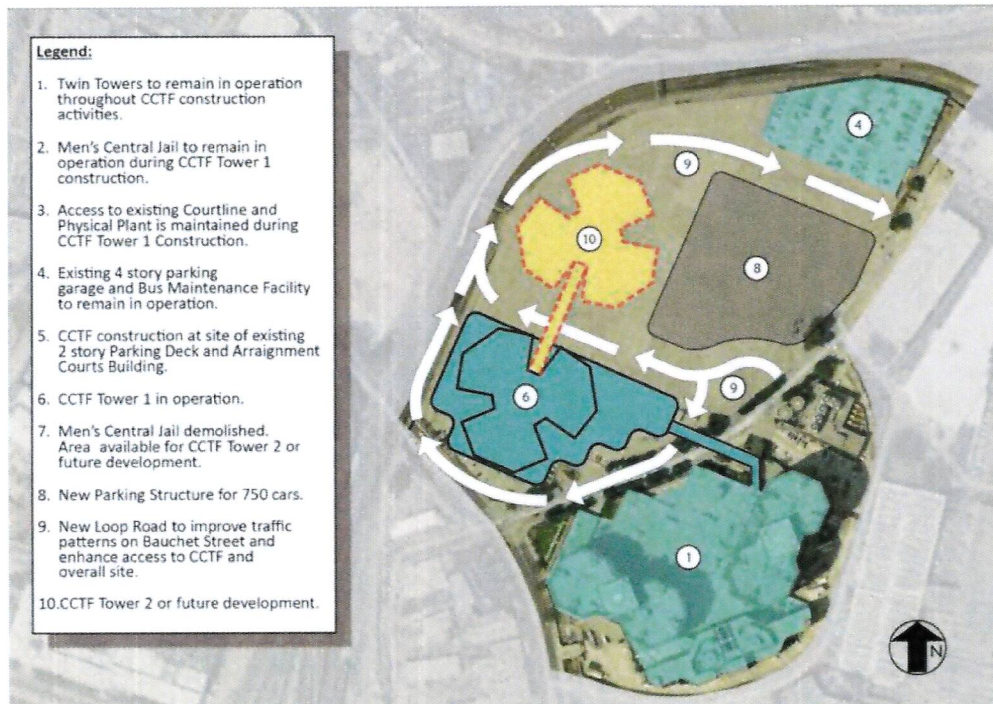 Legend:
1. Twin Towers to remain in operation
throughout CCTF construction
activities.
2. Men's Central Jail to remain in
operation during CCTF Tower 1
construction.
3. Access to existing Courtline and
Physical Plant is maintained during
CCTF Tower 1 Construction.
4. Existing 4 story parking
garage and Bus Maintenance Facility
to remain in operation.
5. CCTF construction at site of existing
2 story Parking Deck and Arraignment
Courts Building.
6. CCTF Tower 1 in operation.
7. Men's Central Jail demolished.
Area available for CCTF Tower 2 or
future development.
8. New Parking Structure for 750 cars.
9. New Loop Road to improve traffic
patterns on Bauchet Street and
enhance access to CCTF and
overall site.
10.CCTF Tower 2 or future development.
4
9
10
8
9
6
1
N